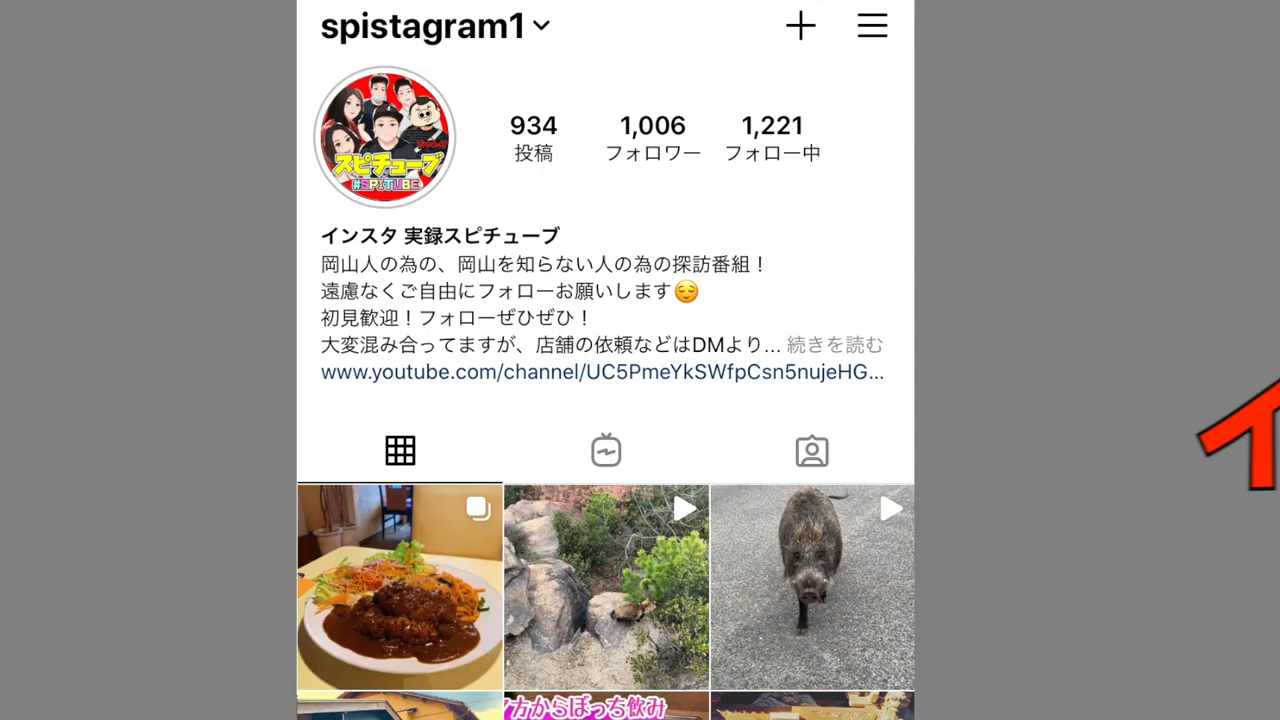 spistagram1
スピチューブ
#SPITUBE
934
投稿
1,006
フォロワー
1,221
フォロー中
インスタ 実録スピチューブ
岡山人の為の、岡山を知らない人の為の探訪番組！
遠慮なくご自由にフォローお願いします😌
初見歓迎！フォローぜひぜひ！
大変混み合ってますが、店舗の依頼などはDMより... 続きを読む
www.youtube.com/channel/UC5PmeYkSWfpCsn5nujeHG...
イ
方からぼっち飲み